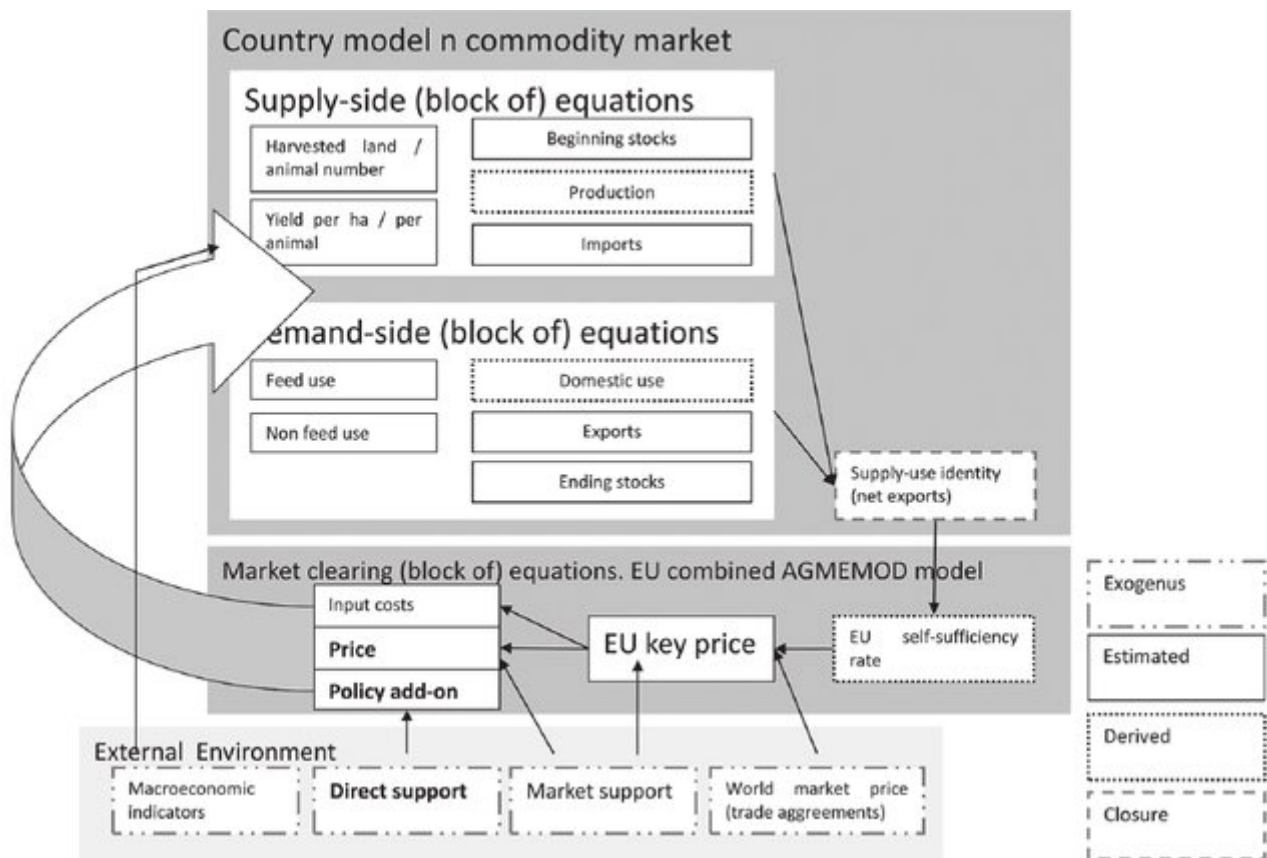 Country model n commodity market
Supply-side (block of) equations
Harvested land /
animal number
Yield per ha / per
animal
Beginning stocks
Production
Imports
emand-side (block of) equations
Feed use
Non feed use
Domestic use
Exports
Ending stocks
Supply-use identity
(net exports)
Market clearing (block of) equations. EU combined AGMEMOD model
Input costs
Price
Policy add-on
EU key price
EU self-sufficiency
rate
External Environment
Macroeconomic
indicators
Direct support
Market support
World market price
(trade aggreements)
Exogenus
Estimated
Derived
Closure